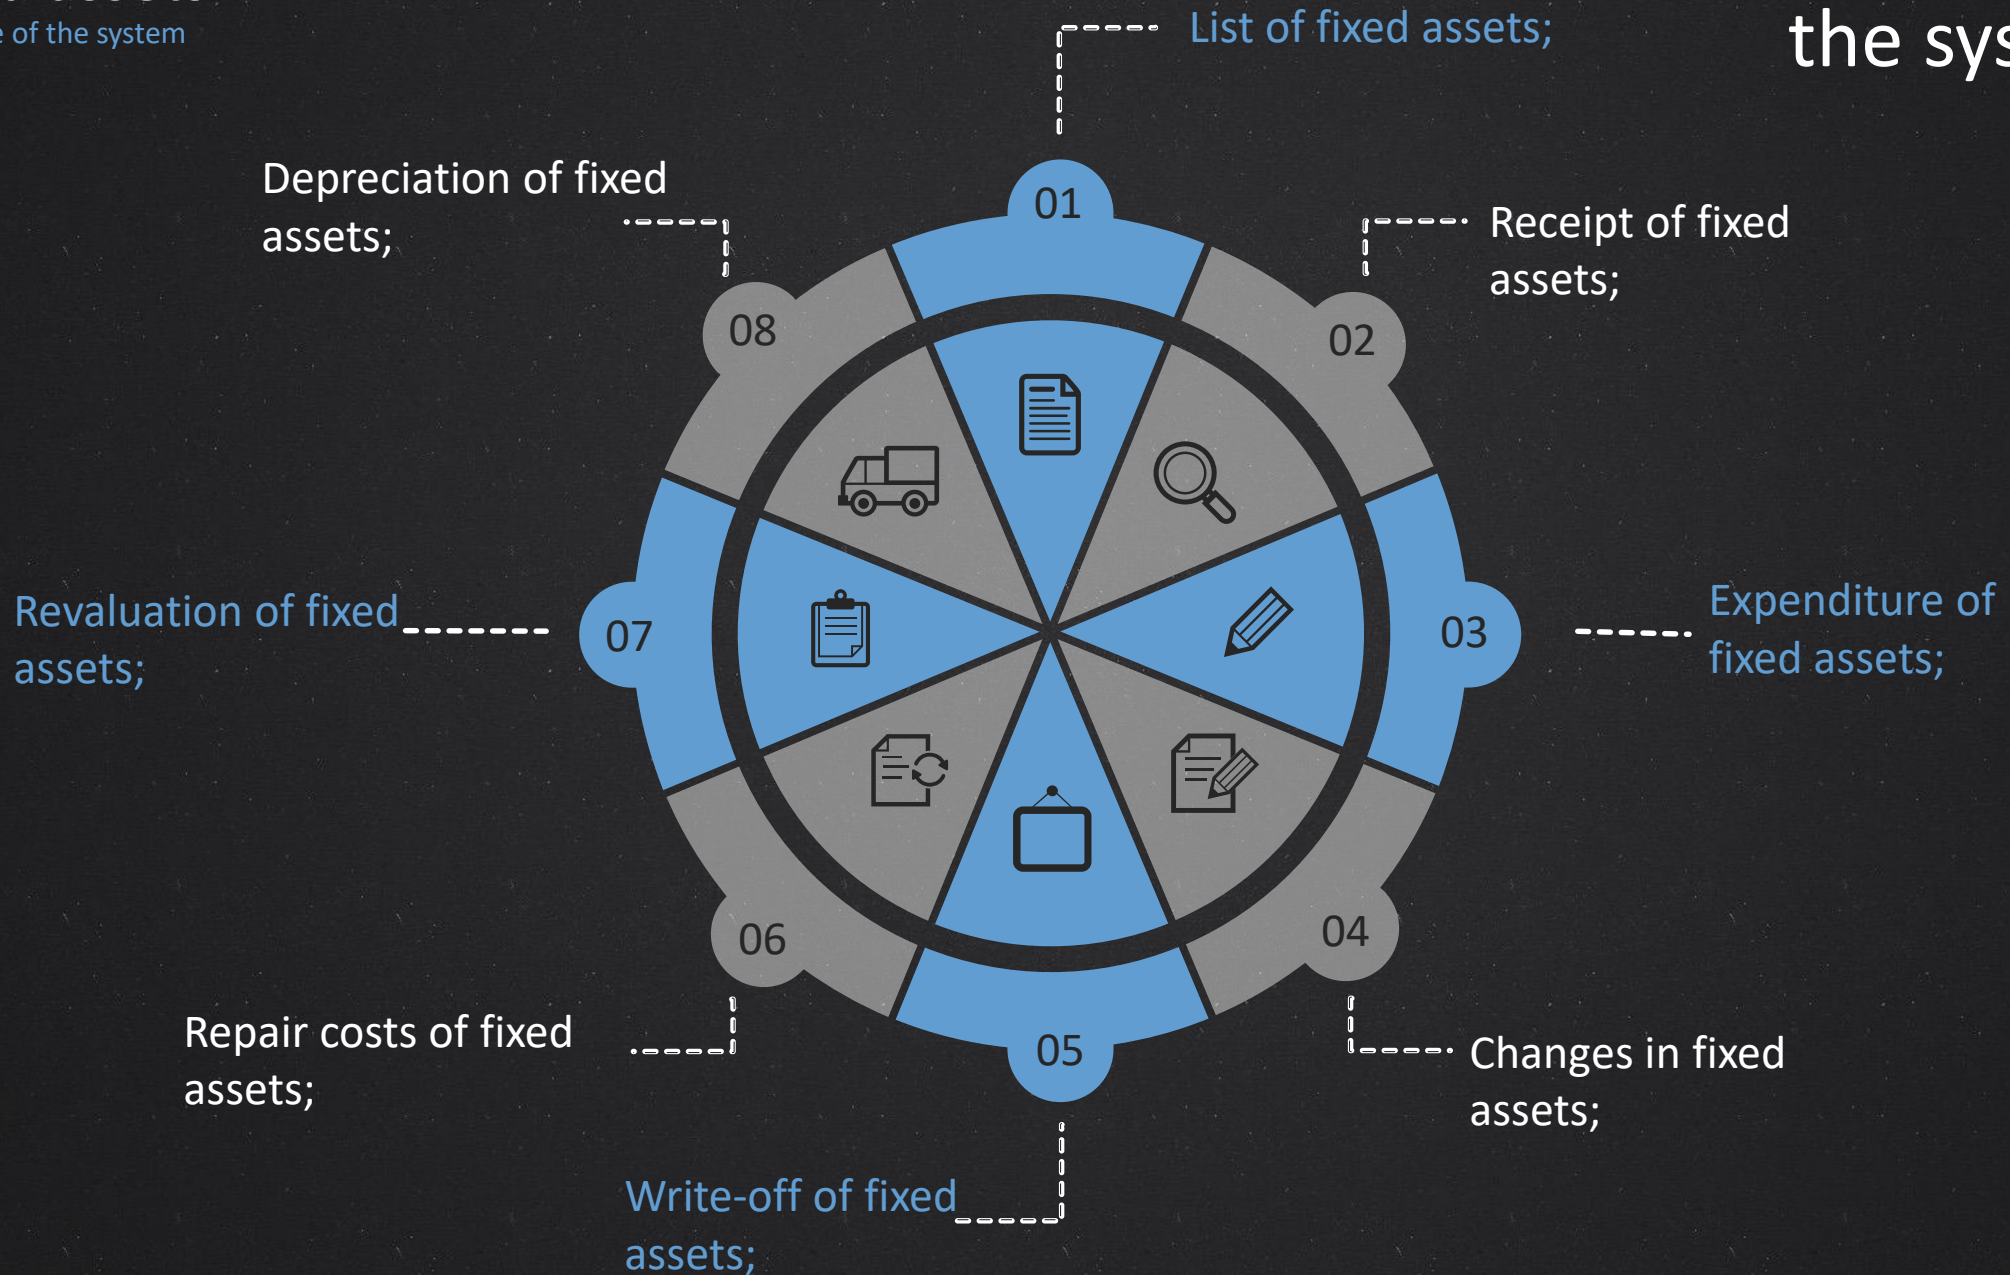 assets
e of the system
the sys
List of fixed assets;
01
Receipt of fixed
assets;
02
Expenditure of
fixed assets;
03
Changes in fixed
assets;
04
Write-off of fixed
assets;
05
Repair costs of fixed
assets;
06
Revaluation of fixed
assets;
07
Depreciation of fixed
assets;
08